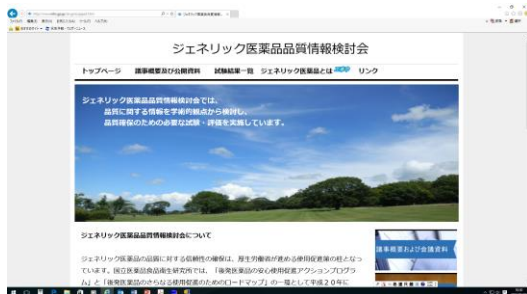 ジェネリック医薬品品質情報検討会
トップページ 議事概要及び公開資料 試験結果一覧 ジェネリック医薬品とは リンク
ジェネリック医薬品品質情報検討会では、
品質に関する情報を学術的観点から検討し、
品質確保のための必要な試験・評価を実施しています。
ジェネリック医薬品品質情報検討会について
議事概要および会議資料
ジェネリック医薬品の品質に対する信頼性の確保は、厚生労働省が進める使用促進策の柱となっ
ています。国立医薬品食品衛生研究所では、「後発医薬品の安心使用促進アクションプログラ
ム」と「後発医薬品のさらなる使用促進のためのロードマップ」の一環として平成２０年に